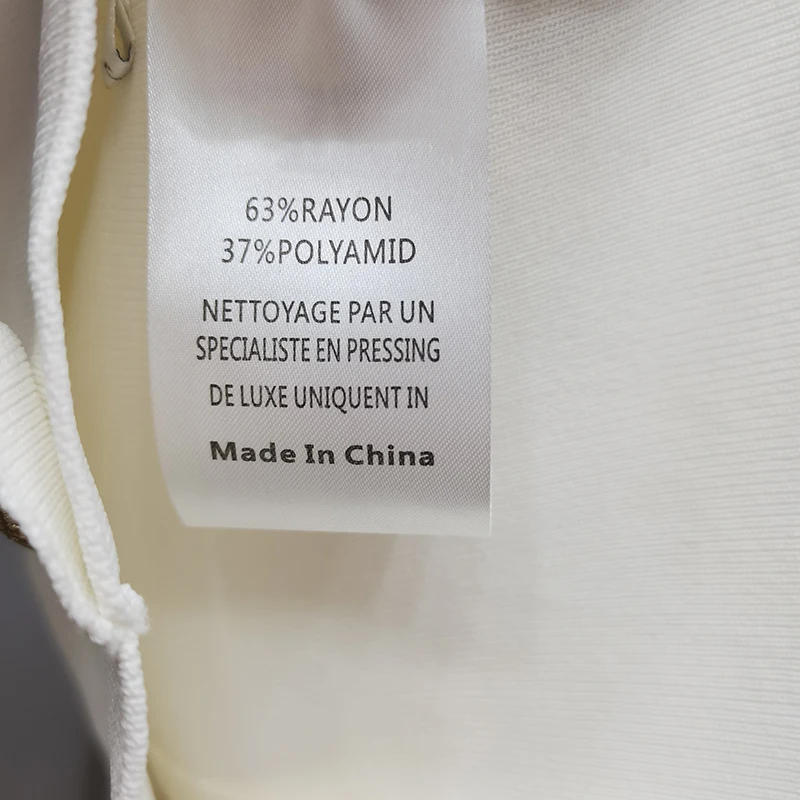 63%RAYON
37%POLYAMID
NETTOYAGE PAR UN
SPECIALISTE EN PRESSING
DE LUXE UNIQUENT IN
Made In China